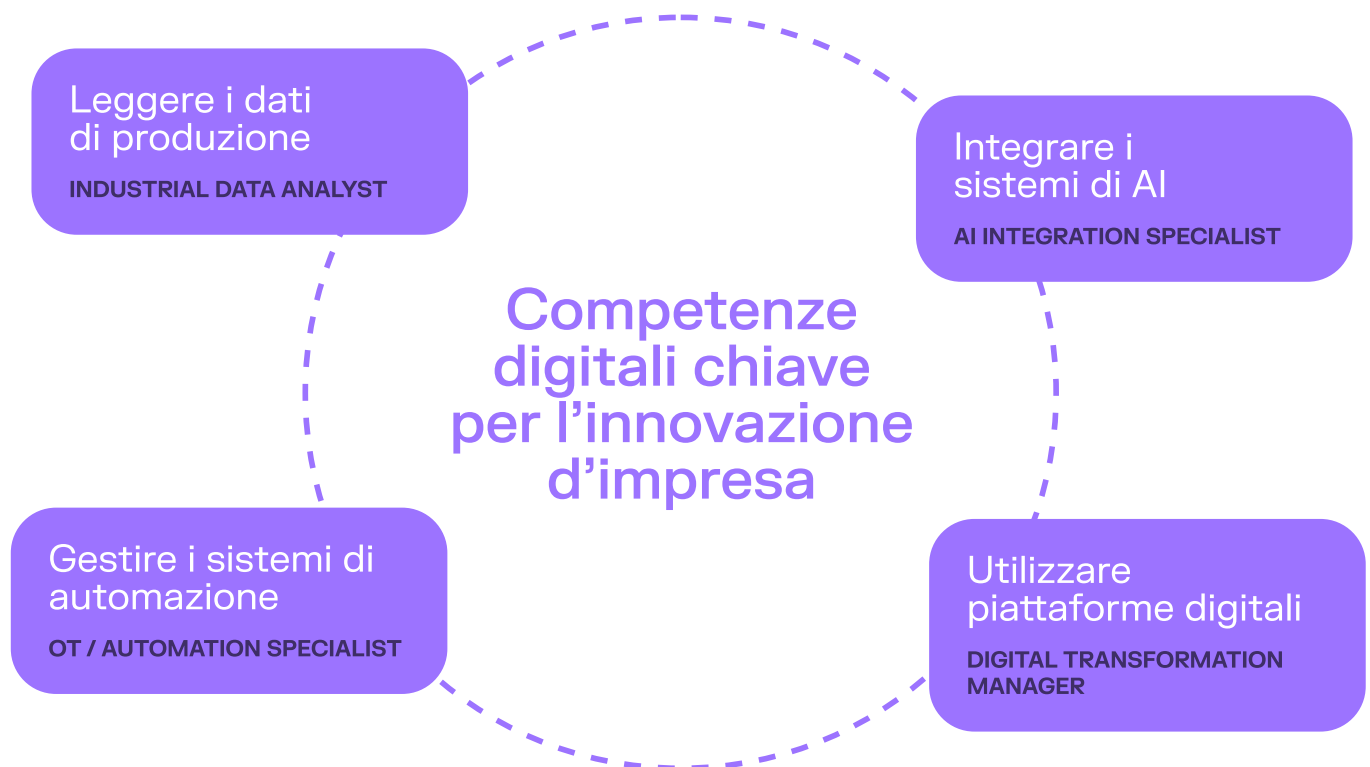 Leggere i dati
di produzione
INDUSTRIAL DATA ANALYST
Integrare i
sistemi di AI
AI INTEGRATION SPECIALIST
Competenze
digitali chiave
per l’innovazione
d’impresa
Gestire i sistemi di
automazione
OT / AUTOMATION SPECIALIST
Utilizzare
piattaforme digitali
DIGITAL TRANSFORMATION
MANAGER